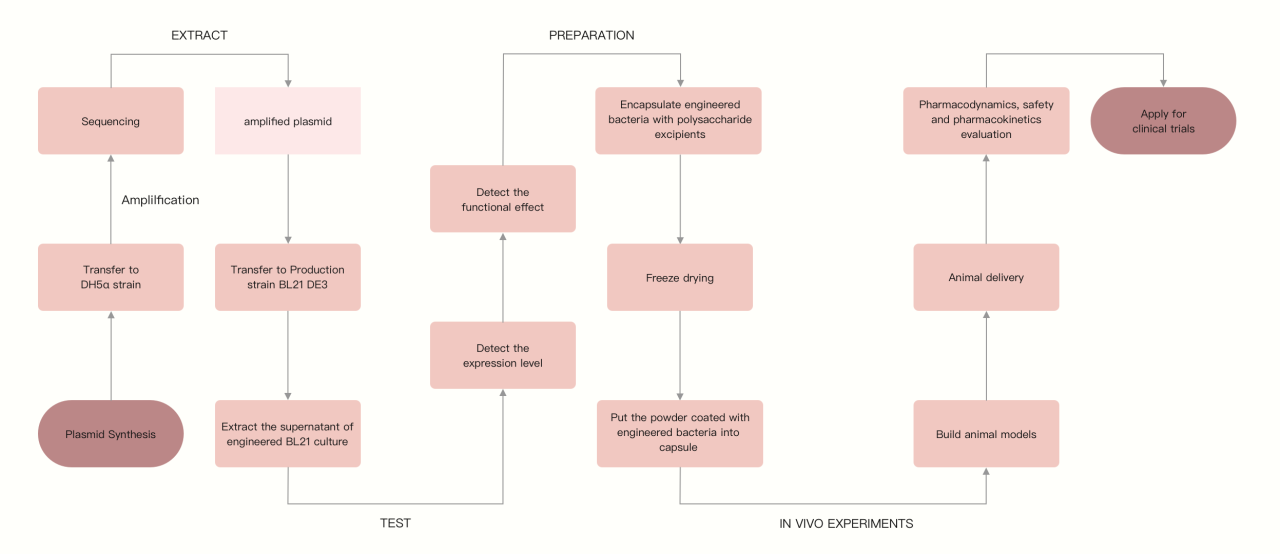 EXTRACT
Sequencing
amplified plasmid
Amplilfication
Transfer to
DH5α strain
Transfer to Production
strain BL21 DE3
Plasmid Synthesis
Extract the supernatant of
engineered BL21 culture
TEST
Detect the
expression level
Detect the
functional effect
PREPARATION
Encapsulate engineered
bacteria with polysaccharide
excipients
Freeze drying
Put the powder coated with
engineered bacteria into
capsule
IN VIVO EXPERIMENTS
Build animal models
Animal delivery
Pharmacodynamics, safety
and pharmacokinetics
evaluation
Apply for
clinical trials